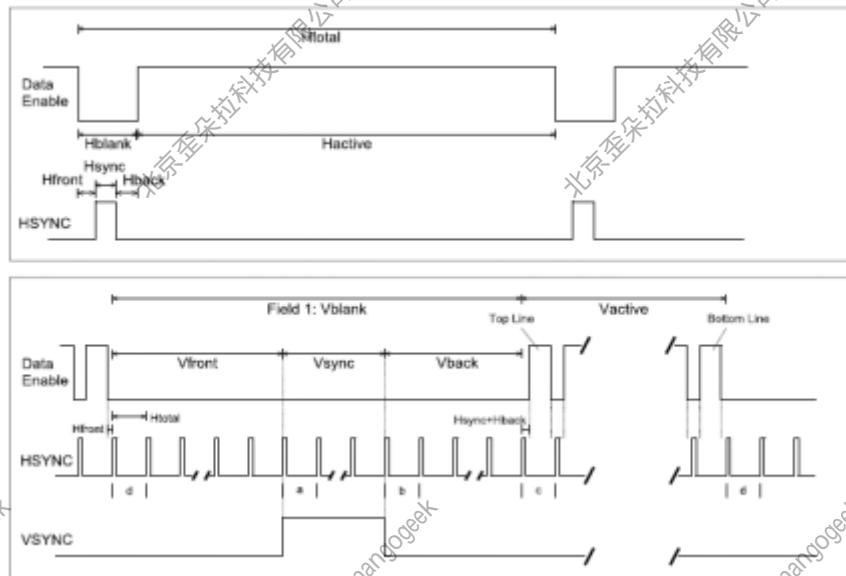 北京歪朵拉科技有限公司
北京歪朵拉科技有限公司
Htotal
Data
Enable
Hblank
Hactive
Hsync
Hfront
Hback
HSYNC
Field 1: Vblank
Vactive
Top Line
Bottom Line
Data
Enable
Vfront
Vsync
Vback
Hfront
Htotal
Hsync+Hback
HSYNC
d
a
b
c
d
VSYNC